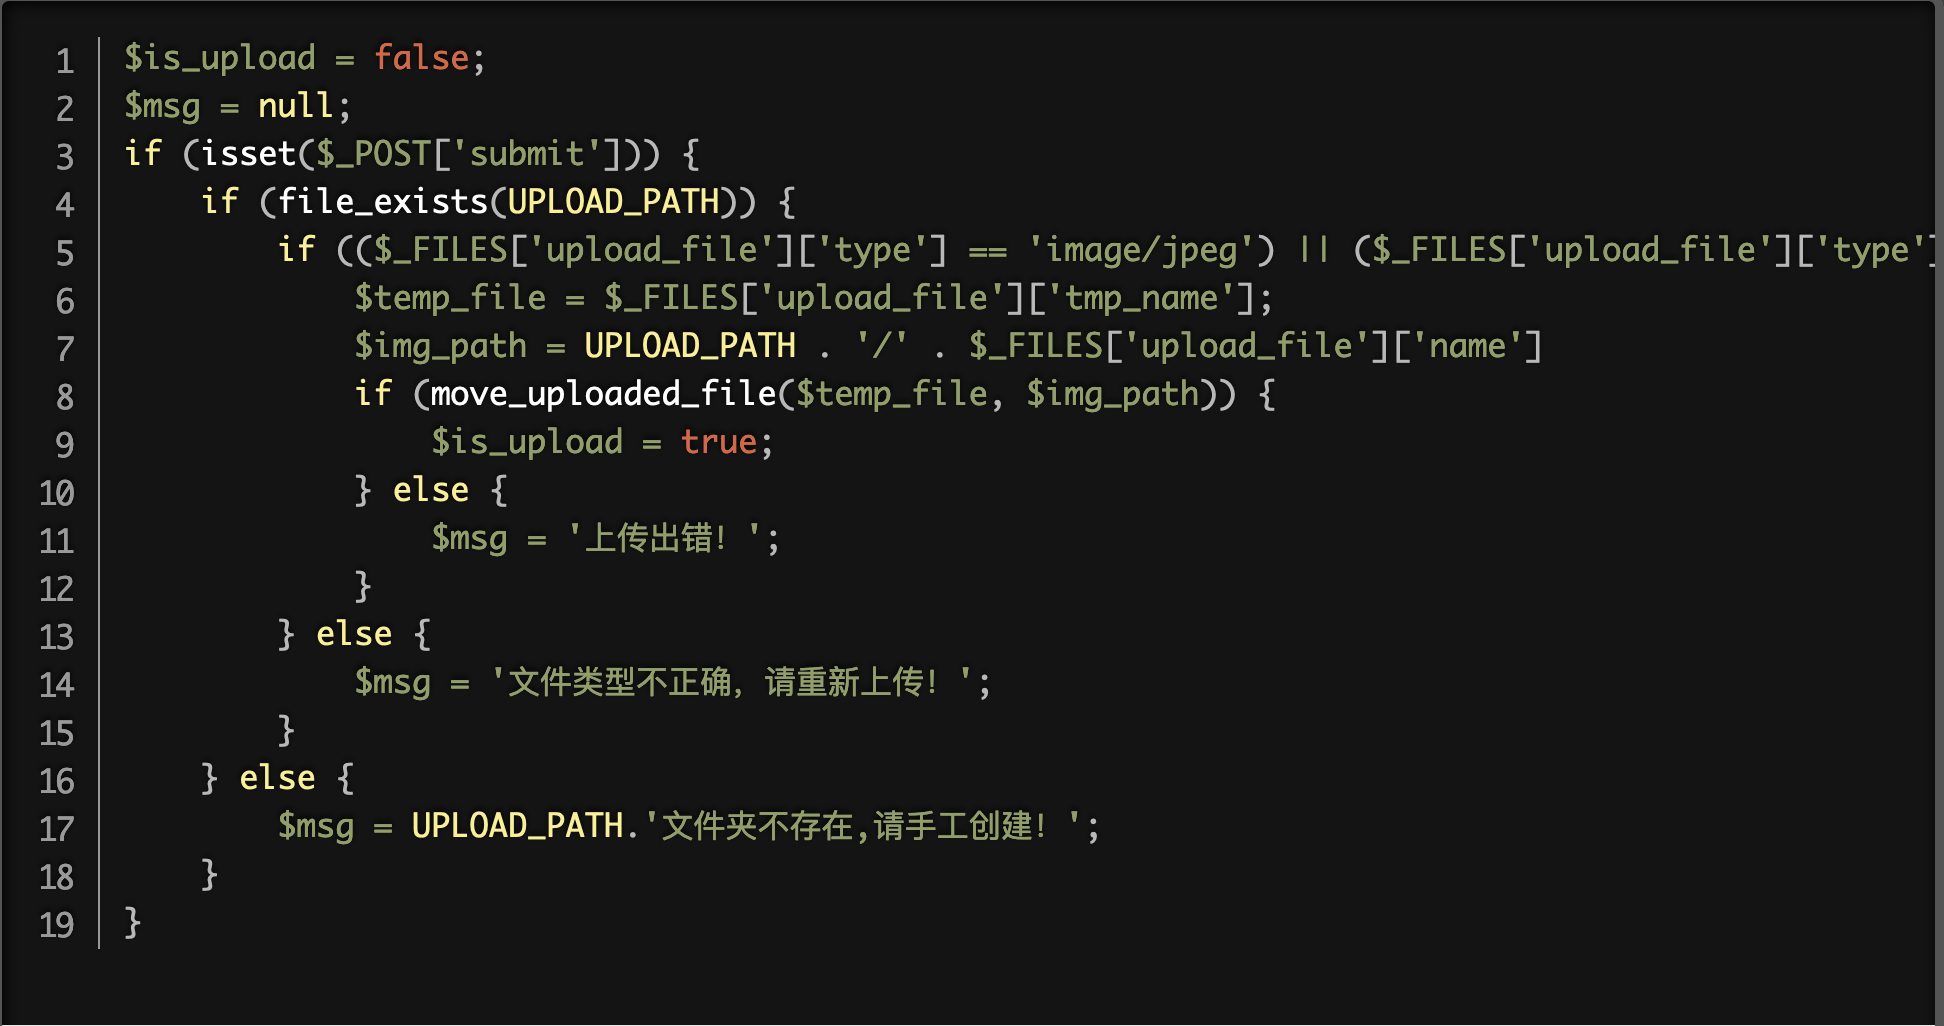 1 $is_upload = false;
2 $msg = null;
3 if (isset($_POST['submit'])) {
4     if (file_exists(UPLOAD_PATH)) {
5         if (($_FILES['upload_file']['type'] == 'image/jpeg') || ($_FILES['upload_file']['type']
6             $temp_file = $_FILES['upload_file']['tmp_name'];
7             $img_path = UPLOAD_PATH . '/' . $_FILES['upload_file']['name']
8             if (move_uploaded_file($temp_file, $img_path)) {
9                 $is_upload = true;
10             } else {
11                 $msg = '上传出错！';
12             }
13         } else {
14             $msg = '文件类型不正确，请重新上传！';
15         }
16     } else {
17         $msg = UPLOAD_PATH.'文件夹不存在,请手工创建！';
18     }
19 }